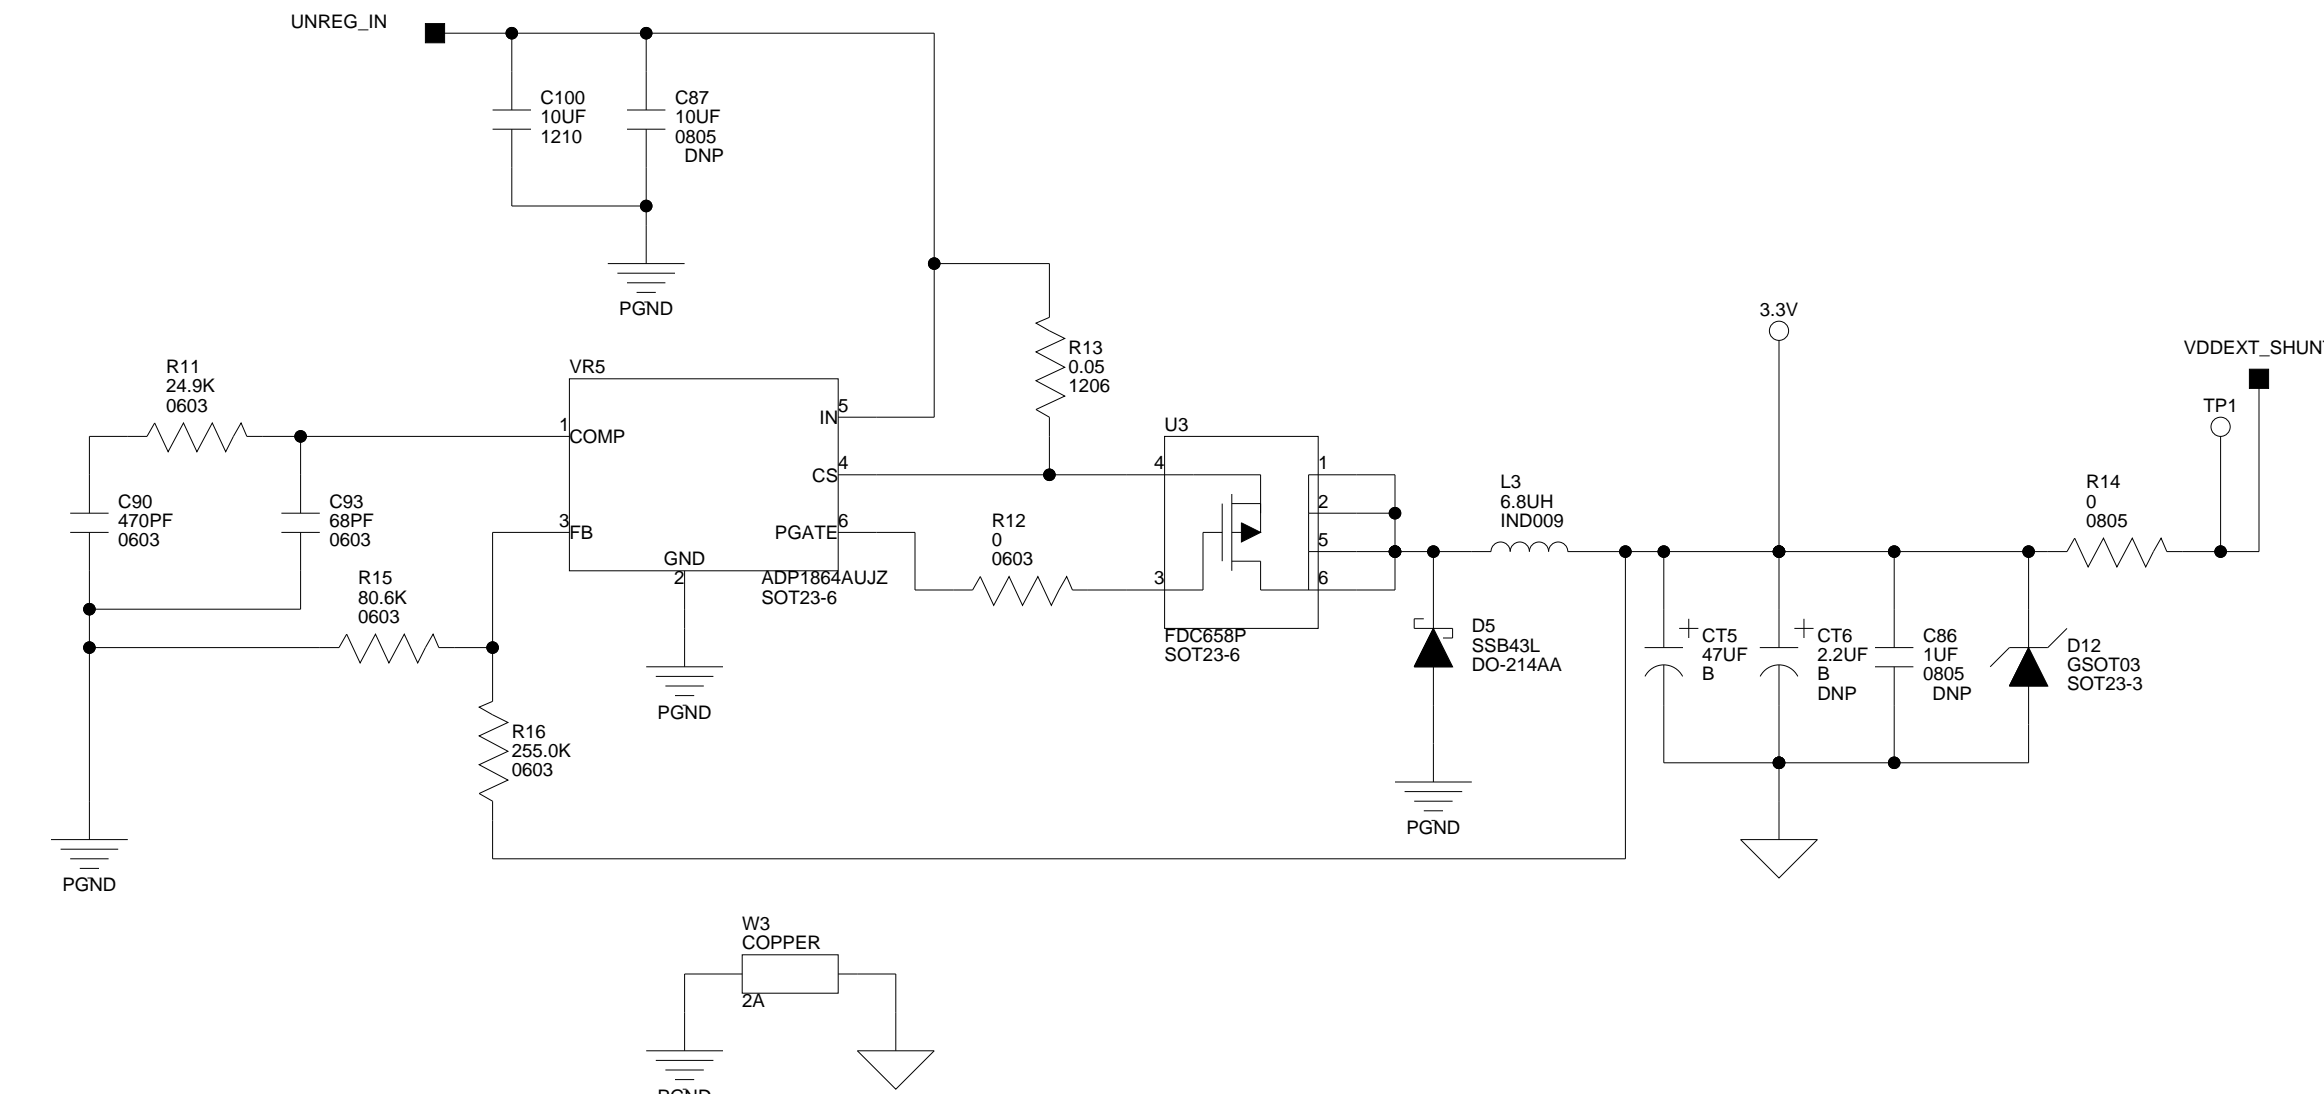 UNREG_IN
C100
10UF
1210
C87
10UF
0805
DNP
PGND
R11
24.9K
0603
C90
470PF
0603
C93
68PF
0603
R15
80.6K
0603
R16
255.0K
0603
PGND
VR5
1
COMP
3
FB
GND
2
IN
5
CS
4
PGATE
6
ADP1864AUJZ
SOT23-6
PGND
R13
0.05
1206
R12
0
0603
U3
4
3
1
2
5
6
FDC658P
SOT23-6
L3
6.8UH
IND009
D5
SSB43L
DO-214AA
PGND
3.3V
CT5
47UF
B
CT6
2.2UF
B
DNP
C86
1UF
0805
DNP
D12
GSOT03
SOT23-3
R14
0
0805
TP1
VDDEXT_SHUNT
W3
COPPER
2A
PGND